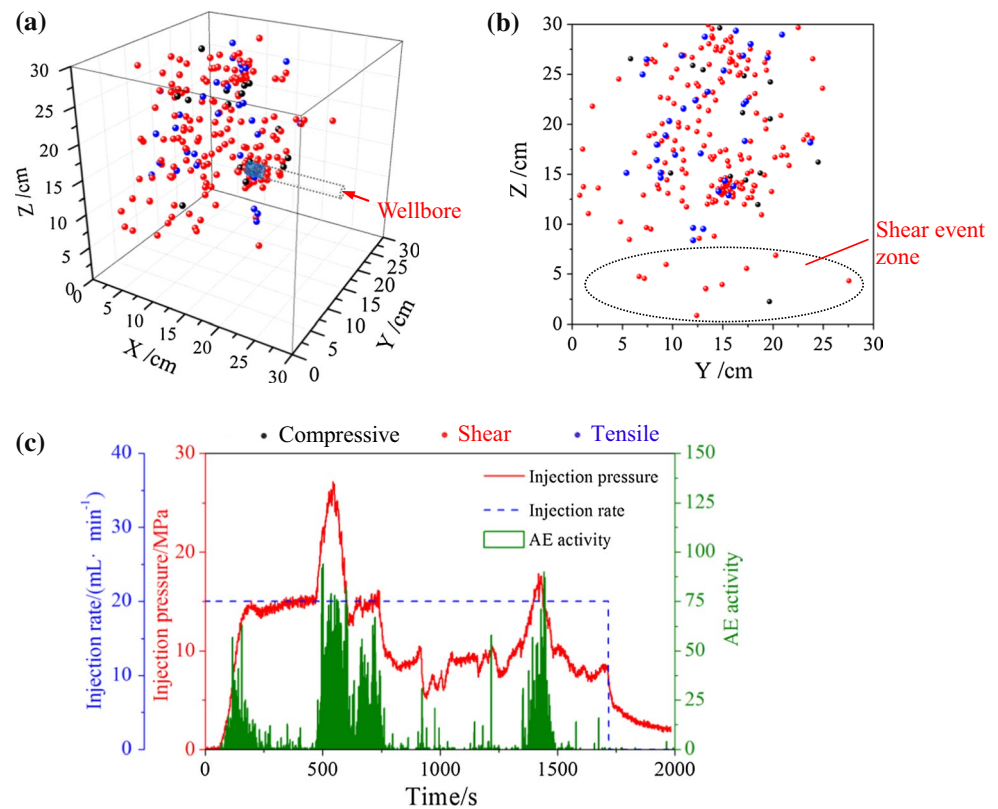 (a)
30
25
20
15
10
5
0
Z /cm
0
5
10
15
20
25
30
X /cm
0
5
10
15
20
25
30
Y /cm
Wellbore
(b)
30
25
20
15
10
5
0
Z /cm
0
5
10
15
20
25
30
Y /cm
Shear event
zone
(c)
Compressive
Shear
Tensile
40
30
20
10
0
Injection rate/(mL· min⁻¹)
30
20
10
0
Injection pressure/MPa
Injection pressure
Injection rate
AE activity
150
125
100
75
50
25
0
AE activity
0
500
1000
1500
2000
Time/s